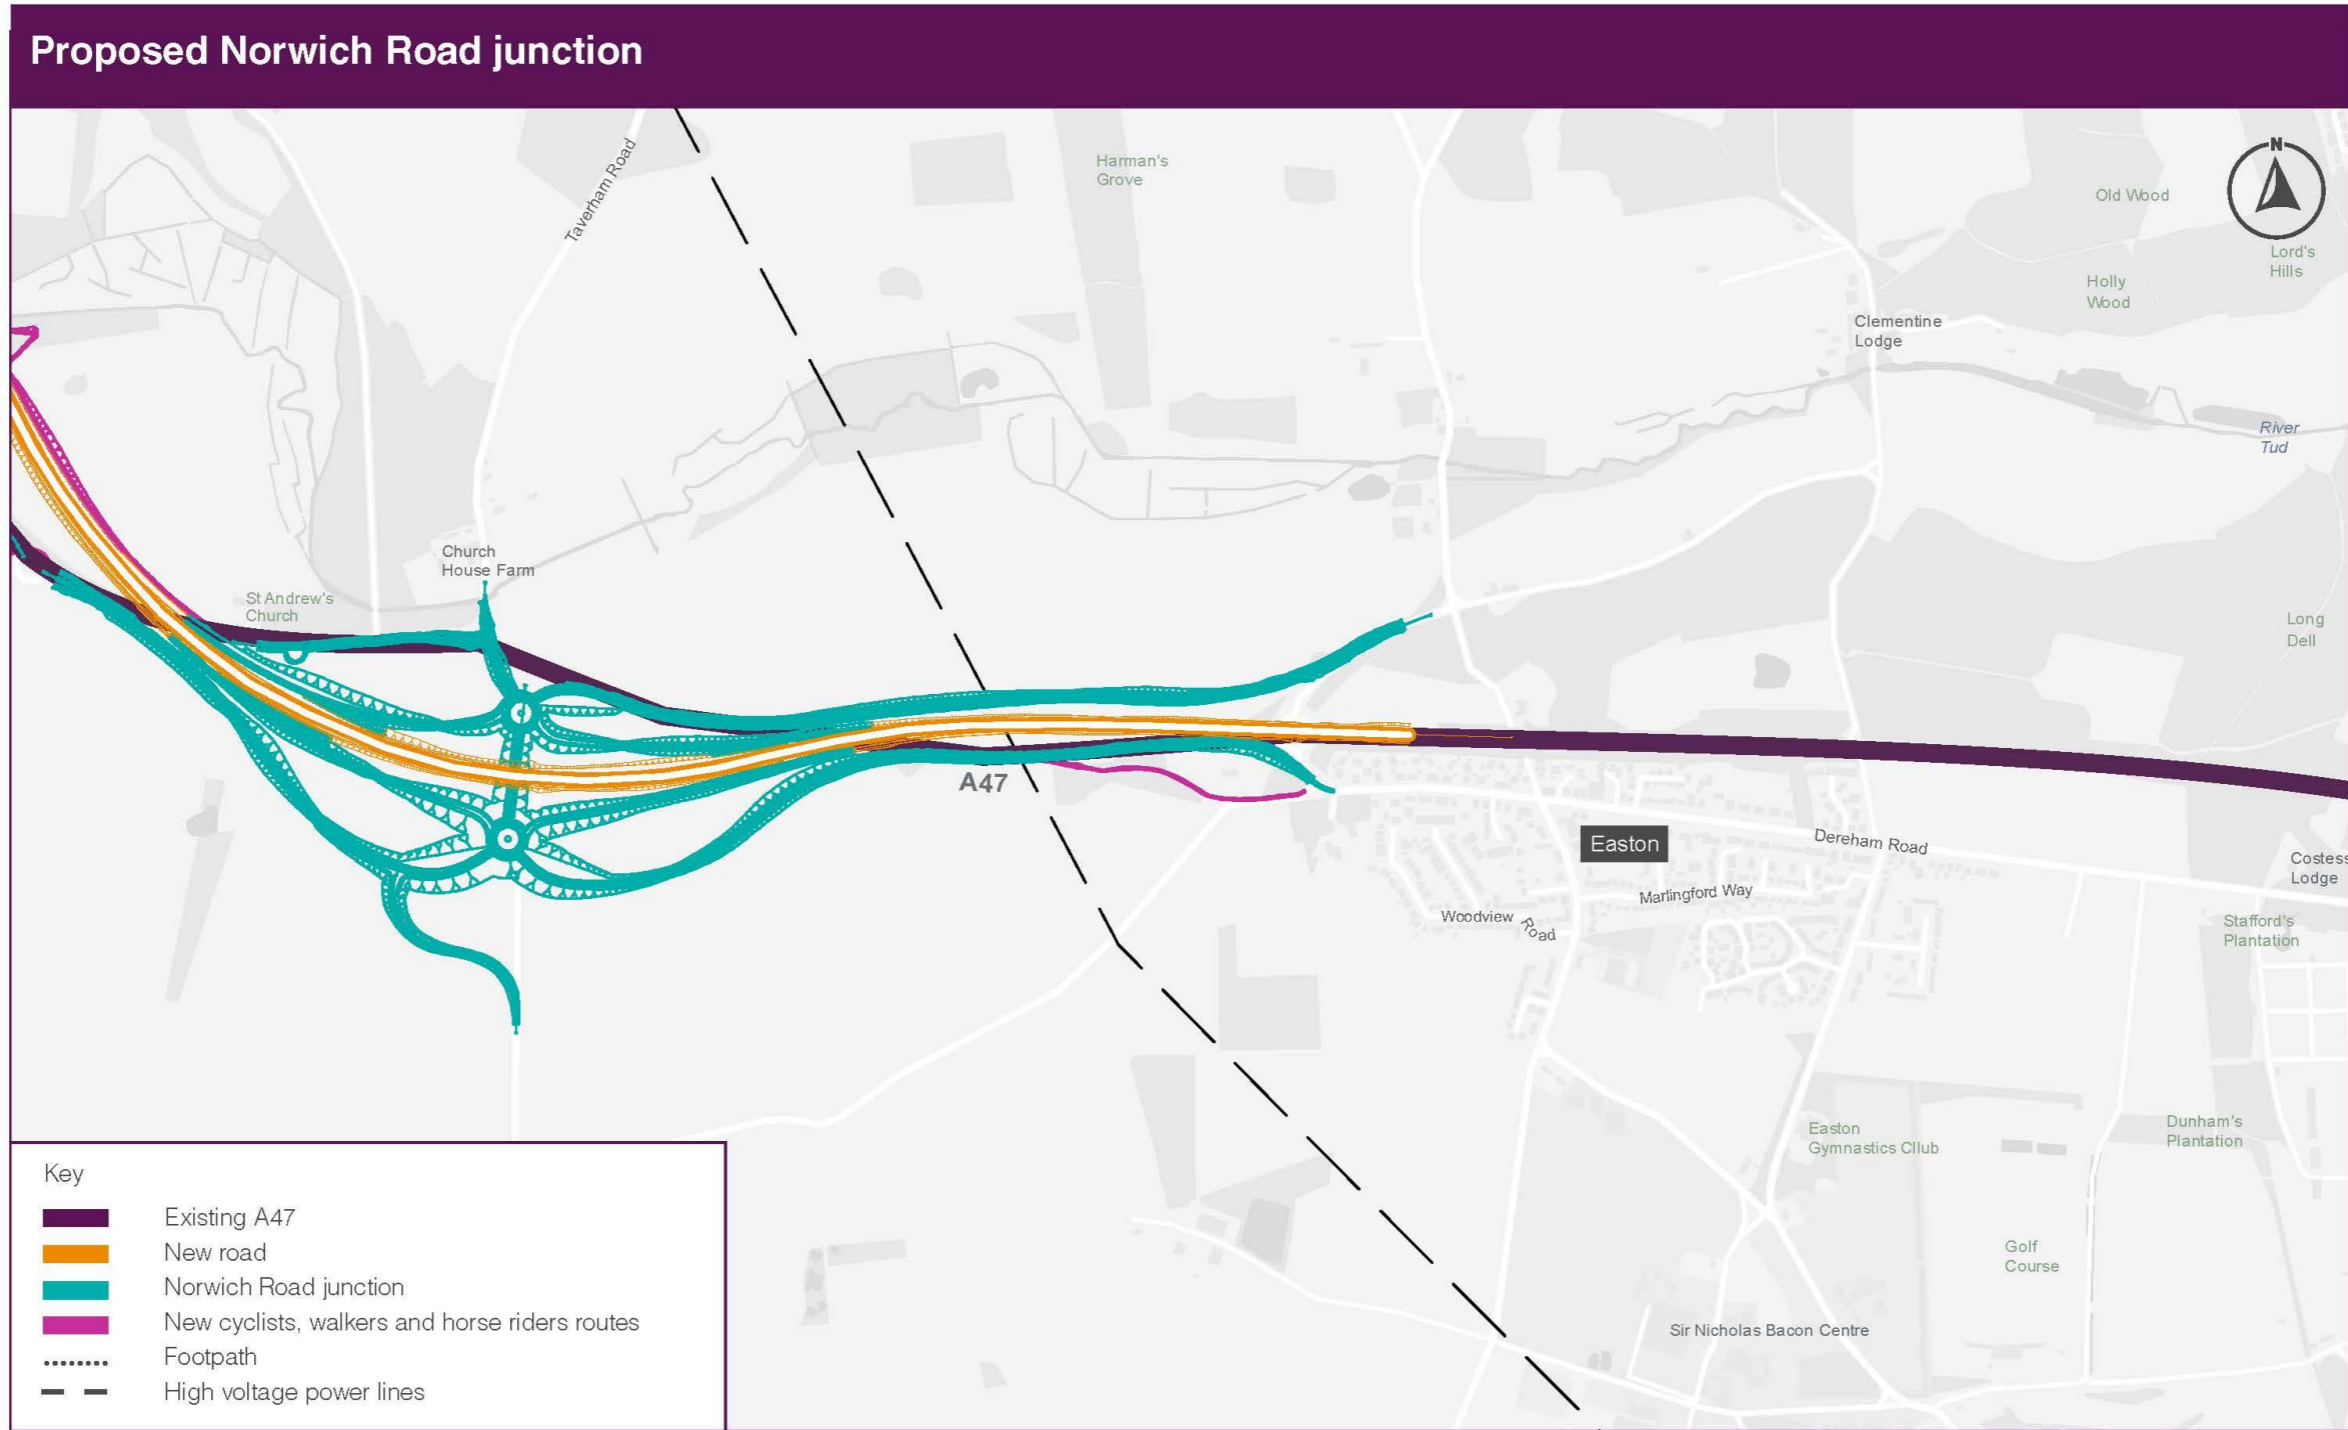 Proposed Norwich Road junction
Taverham Road
Harman's
Grove
N
Old Wood
Lord's
Hills
Holly
Wood
Clementine
Lodge
River
Tud
Church
House Farm
St Andrew's
Church
Long
Dell
A47
Easton
Dereham Road
Costess
Lodge
Marlingford Way
Woodview Road
Stafford's
Plantation
Easton
Gymnastics Cllub
Dunham's
Plantation
Golf
Course
Sir Nicholas Bacon Centre
Key
Existing A47
New road
Norwich Road junction
New cyclists, walkers and horse riders routes
Footpath
High voltage power lines